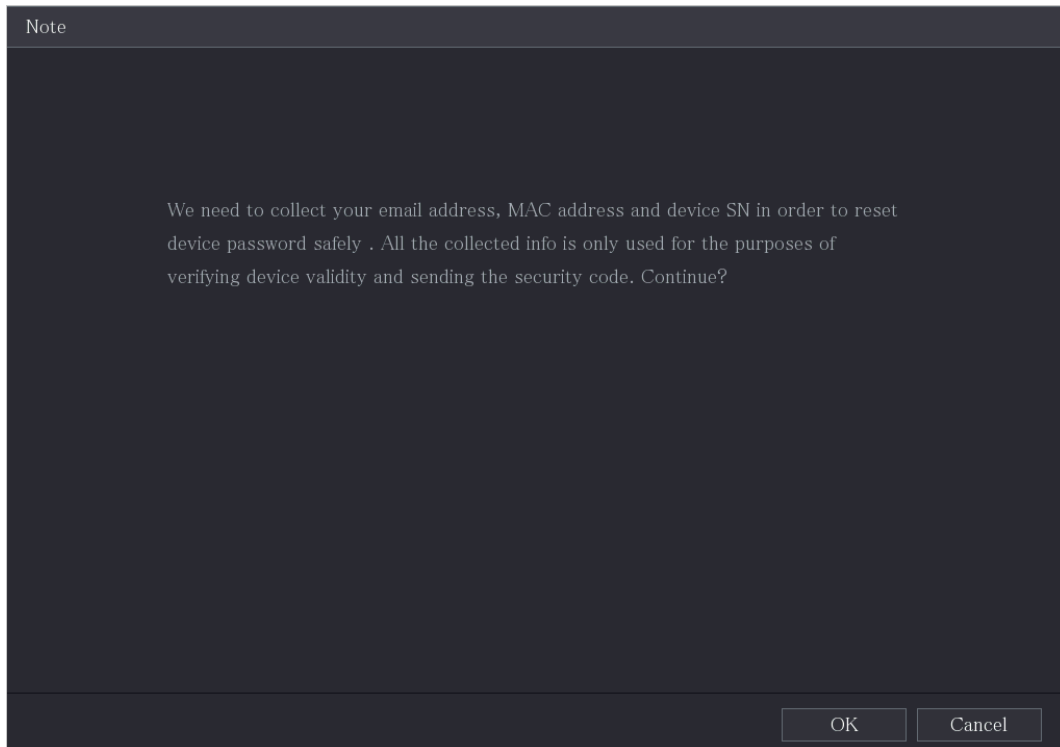 Note
We need to collect your email address, MAC address and device SN in order to reset
device password safely . All the collected info is only used for the purposes of
verifying device validity and sending the security code. Continue?
OK
Cancel